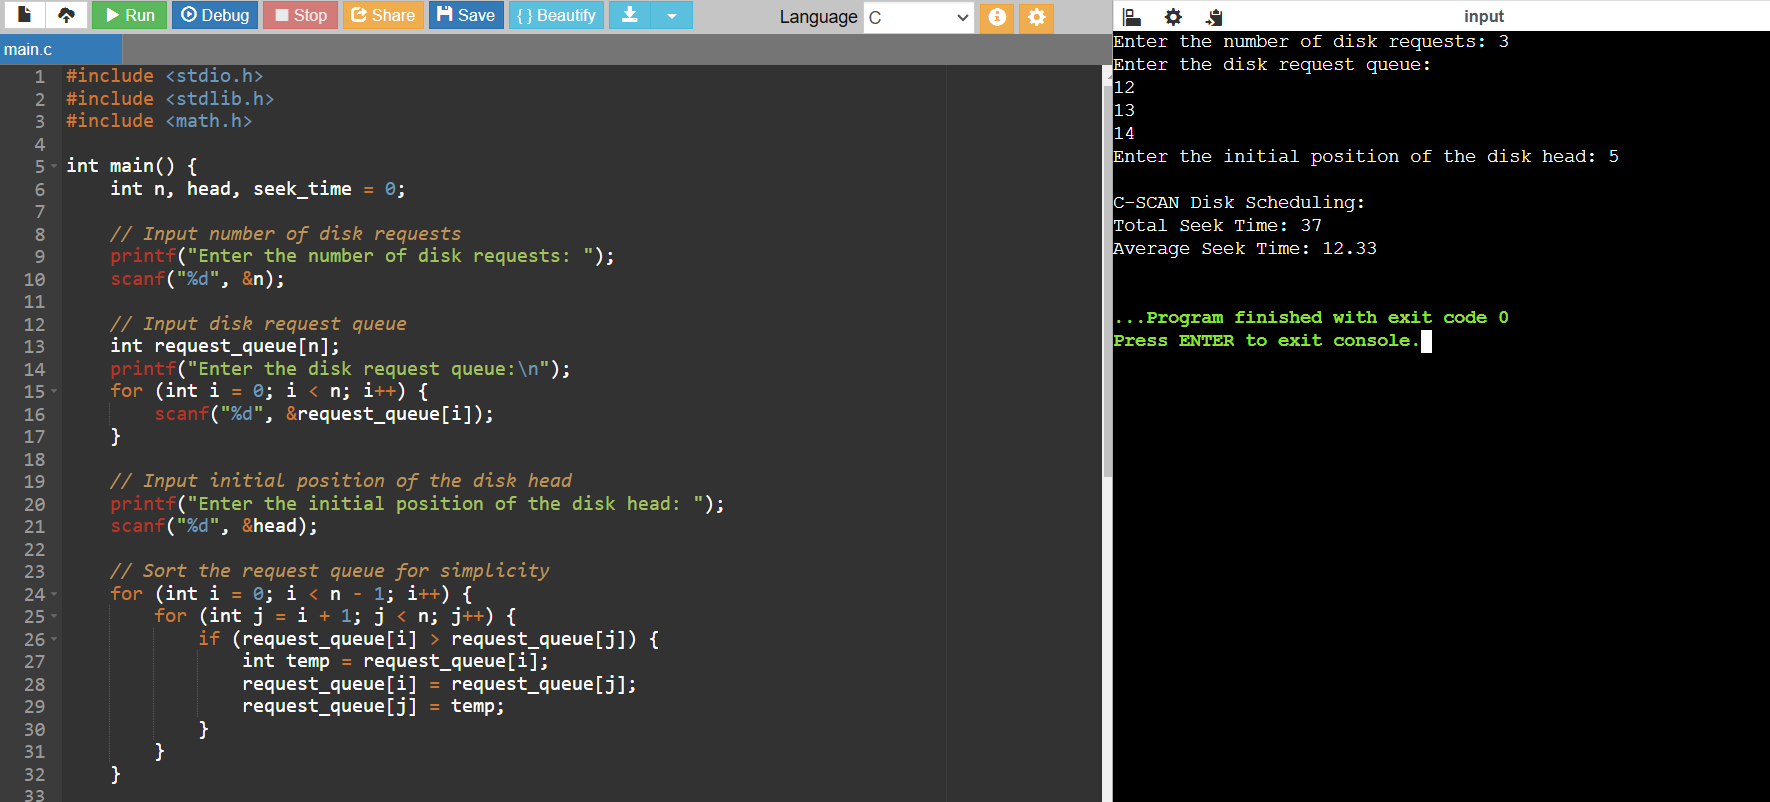 Run Debug Stop Share Save { } Beautify Language C
main.c
1 #include <stdio.h>
2 #include <stdlib.h>
3 #include <math.h>
4
5 int main() {
6     int n, head, seek_time = 0;
7
8     // Input number of disk requests
9     printf("Enter the number of disk requests: ");
10     scanf("%d", &n);
11
12     // Input disk request queue
13     int request_queue[n];
14     printf("Enter the disk request queue:\n");
15     for (int i = 0; i < n; i++) {
16         scanf("%d", &request_queue[i]);
17     }
18
19     // Input initial position of the disk head
20     printf("Enter the initial position of the disk head: ");
21     scanf("%d", &head);
22
23     // Sort the request queue for simplicity
24     for (int i = 0; i < n - 1; i++) {
25         for (int j = i + 1; j < n; j++) {
26             if (request_queue[i] > request_queue[j]) {
27                 int temp = request_queue[i];
28                 request_queue[i] = request_queue[j];
29                 request_queue[j] = temp;
30             }
31         }
32     }
33
input
Enter the number of disk requests: 3
Enter the disk request queue:
12
13
14
Enter the initial position of the disk head: 5
C-SCAN Disk Scheduling:
Total Seek Time: 37
Average Seek Time: 12.33
...Program finished with exit code 0
Press ENTER to exit console.